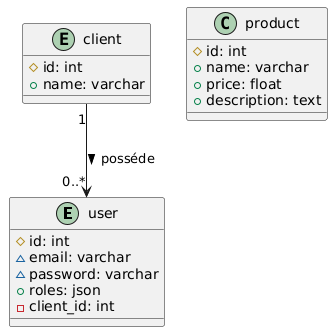 E client
id: int
name: varchar
C product
id: int
name: varchar
price: float
description: text
1
posséde
0..*
E user
id: int
email: varchar
password: varchar
roles: json
client_id: int